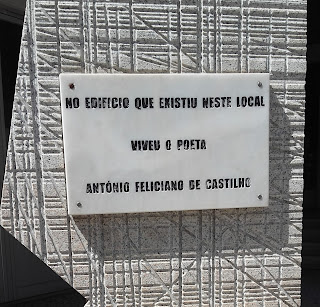 NO EDIFICIO QUE EXISTIU NESTE LOCAL
VIVEU O POETA
ANTÓNIO FELICIANO DE CASTILHO